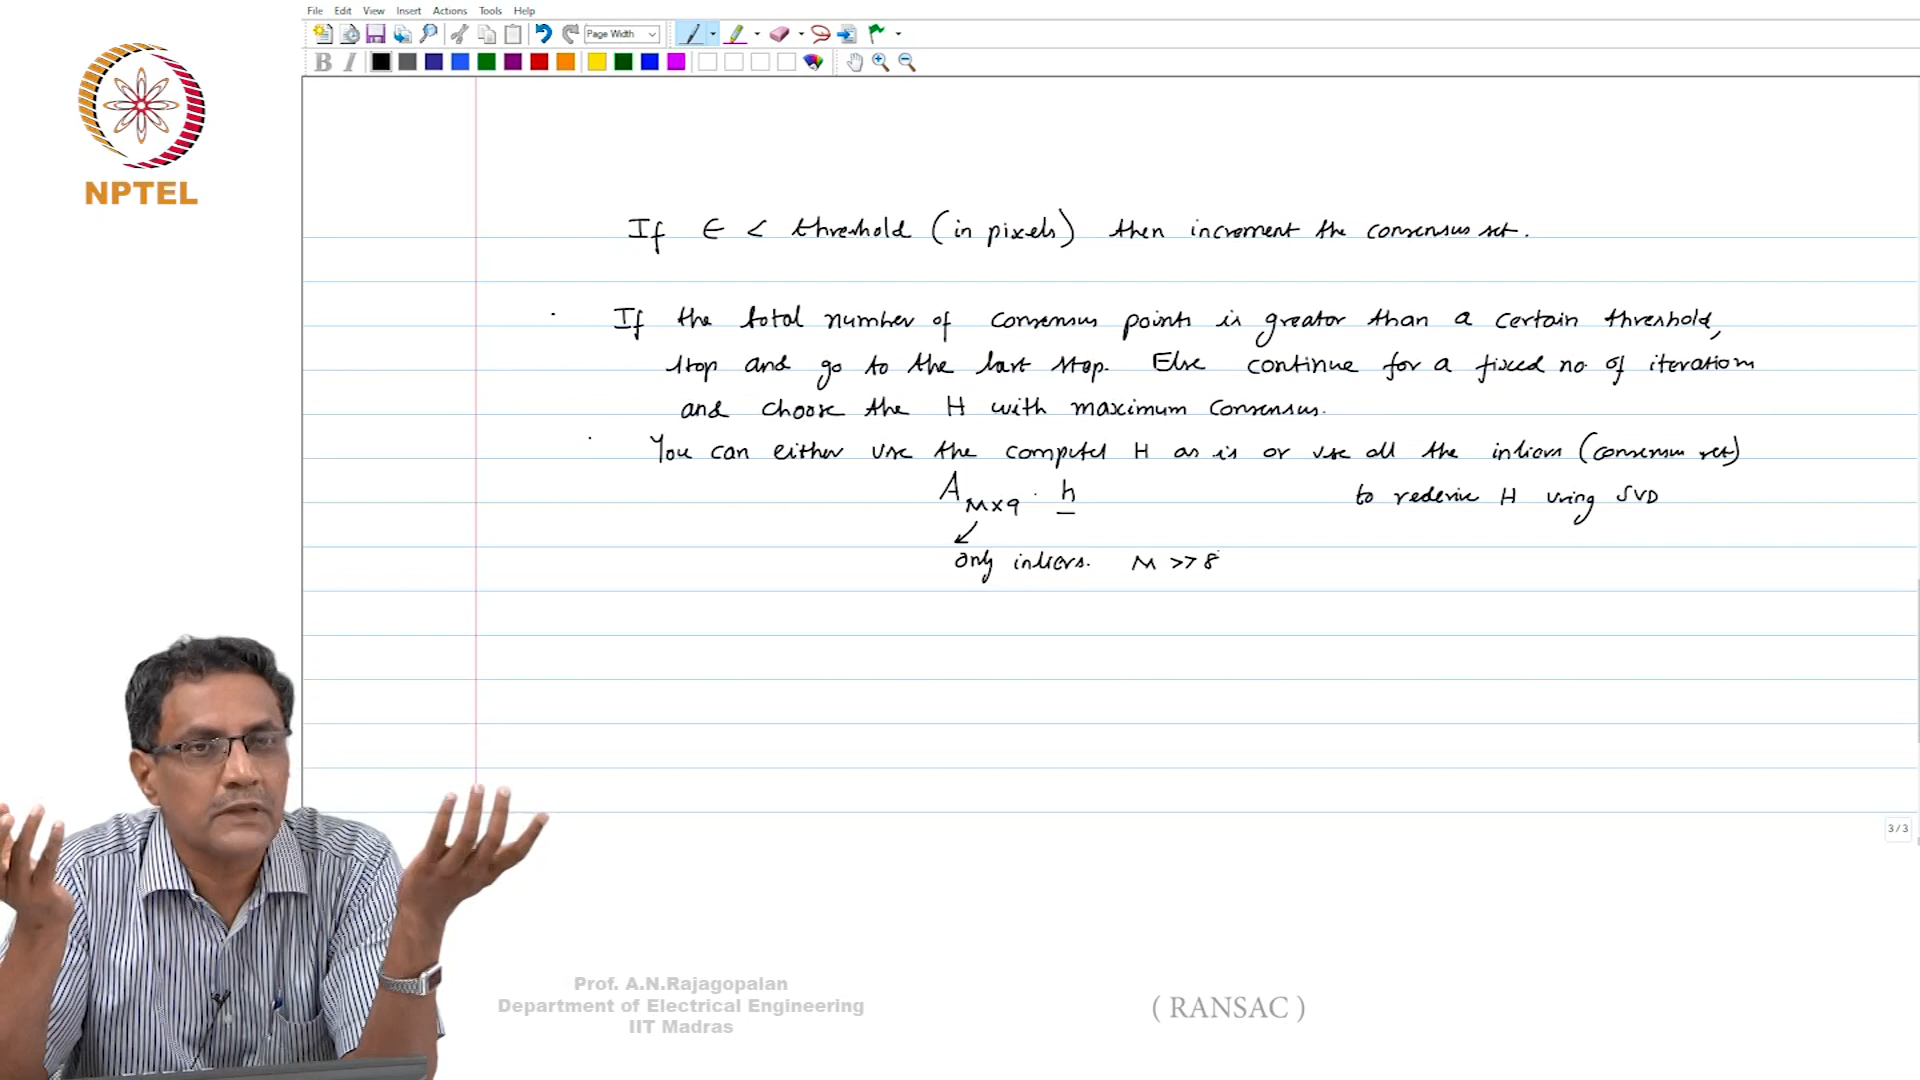 File Edit View Insert Actions Tools Help
Page Width
B I
NPTEL
If ∈ < threshold (in pixels) then increment the consensus set.
If the total number of consensus points is greater than a certain threshold,
stop and go to the last step. Else continue for a fixed no. of iterations
and choose the H with maximum consensus.
You can either use the computed H as is or use all the inliers (consensus set)
to rederive H using SVD
A M×9 · h
only inliers. M >> 8
3 / 3
Prof. A.N.Rajagopalan
Department of Electrical Engineering
IIT Madras
( RANSAC )